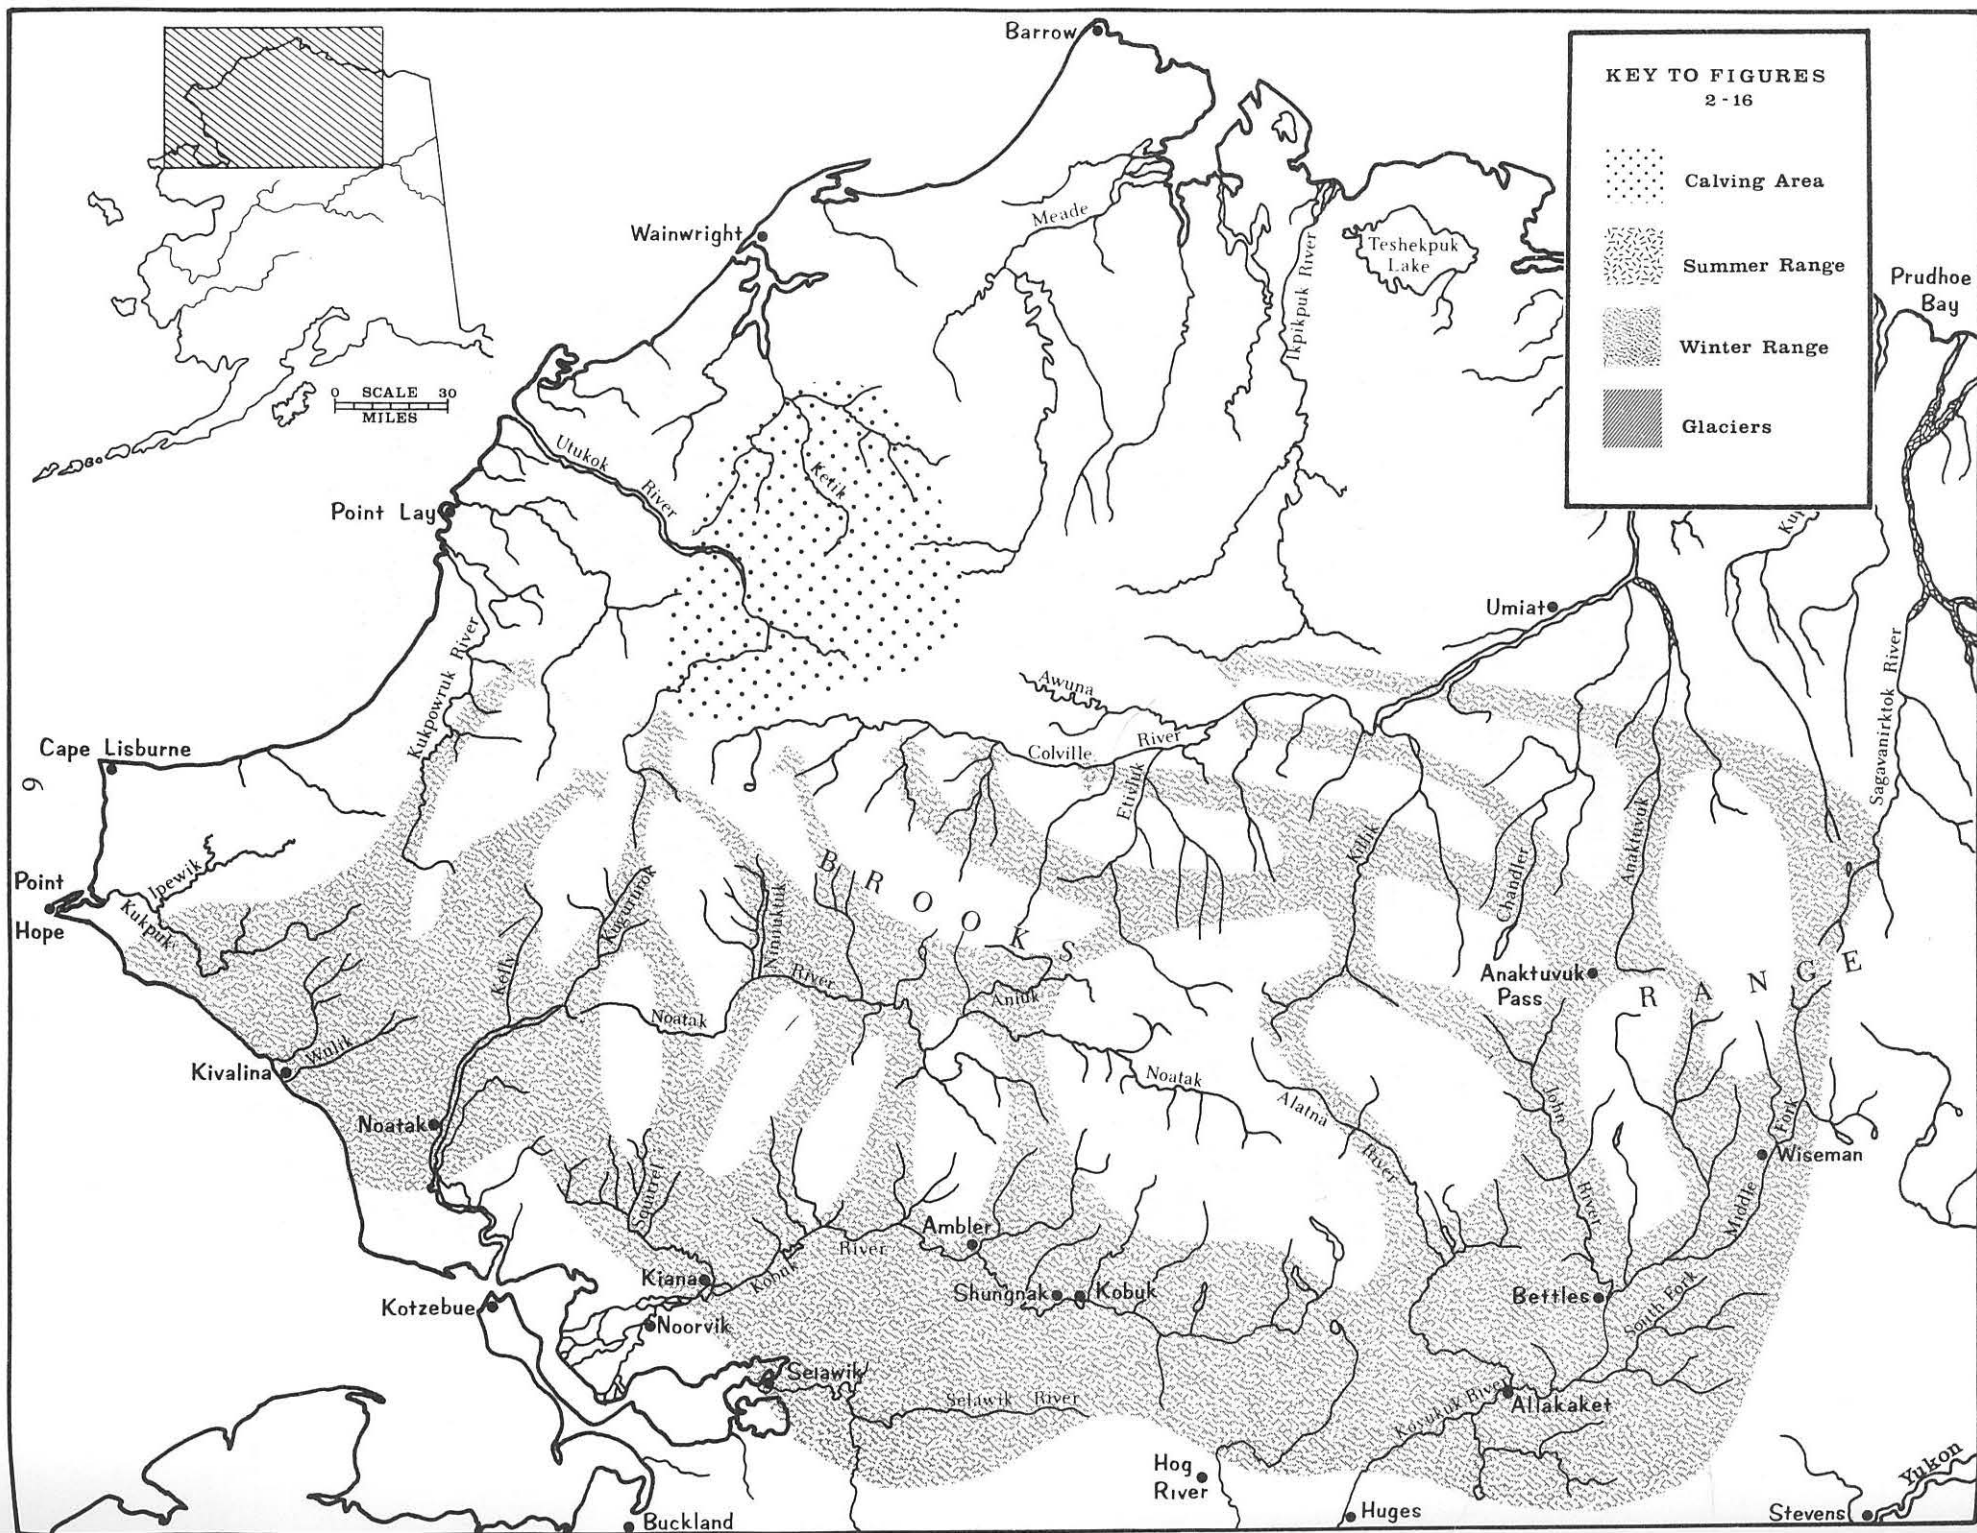 Barrow
KEY TO FIGURES
2 - 16
Calving Area
Summer Range
Winter Range
Glaciers
0 SCALE 30
MILES
Meade
Wainwright
Teshekpuk
Lake
Ikpikpuk River
Prudhoe
Bay
Utukok
River
Ketik
Point Lay
Umiat
Kukpowruk River
Awuna
Colville River
Etivluk
Sagavanirktok River
Cape Lisburne
6
Killik
Chandler
Anaktuvuk
Point
Hope
Ipewik
Kukpuk
Kelly
Kugururok
Nimiuktuk
BROOKS
RANGE
River
Aniuk
Noatak
Anaktuvuk
Pass
Wulik
Kivalina
Noatak
Noatak
Alatna
River
John
River
Middle Fork
Wiseman
Squirrel
Ambler
River
Kobuk
Kiana
Shungnak
Kobuk
Bettles
South Fork
Kotzebue
Noorvik
Selawik
Selawik River
Koyukuk River
Allakaket
Hog
River
Huges
Buckland
Stevens
Yukon